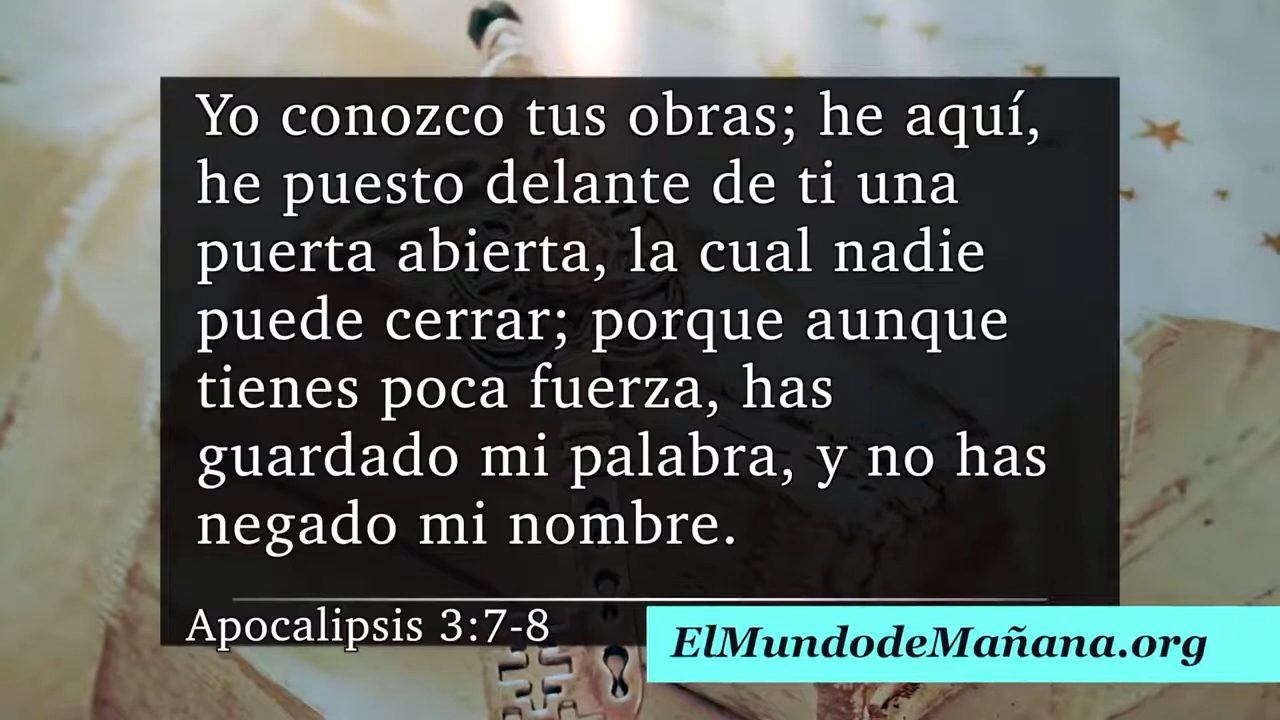 Yo conozco tus obras; he aquí,
he puesto delante de ti una
puerta abierta, la cual nadie
puede cerrar; porque aunque
tienes poca fuerza, has
guardado mi palabra, y no has
negado mi nombre.
Apocalipsis 3:7-8
ElMundodeMañana.org